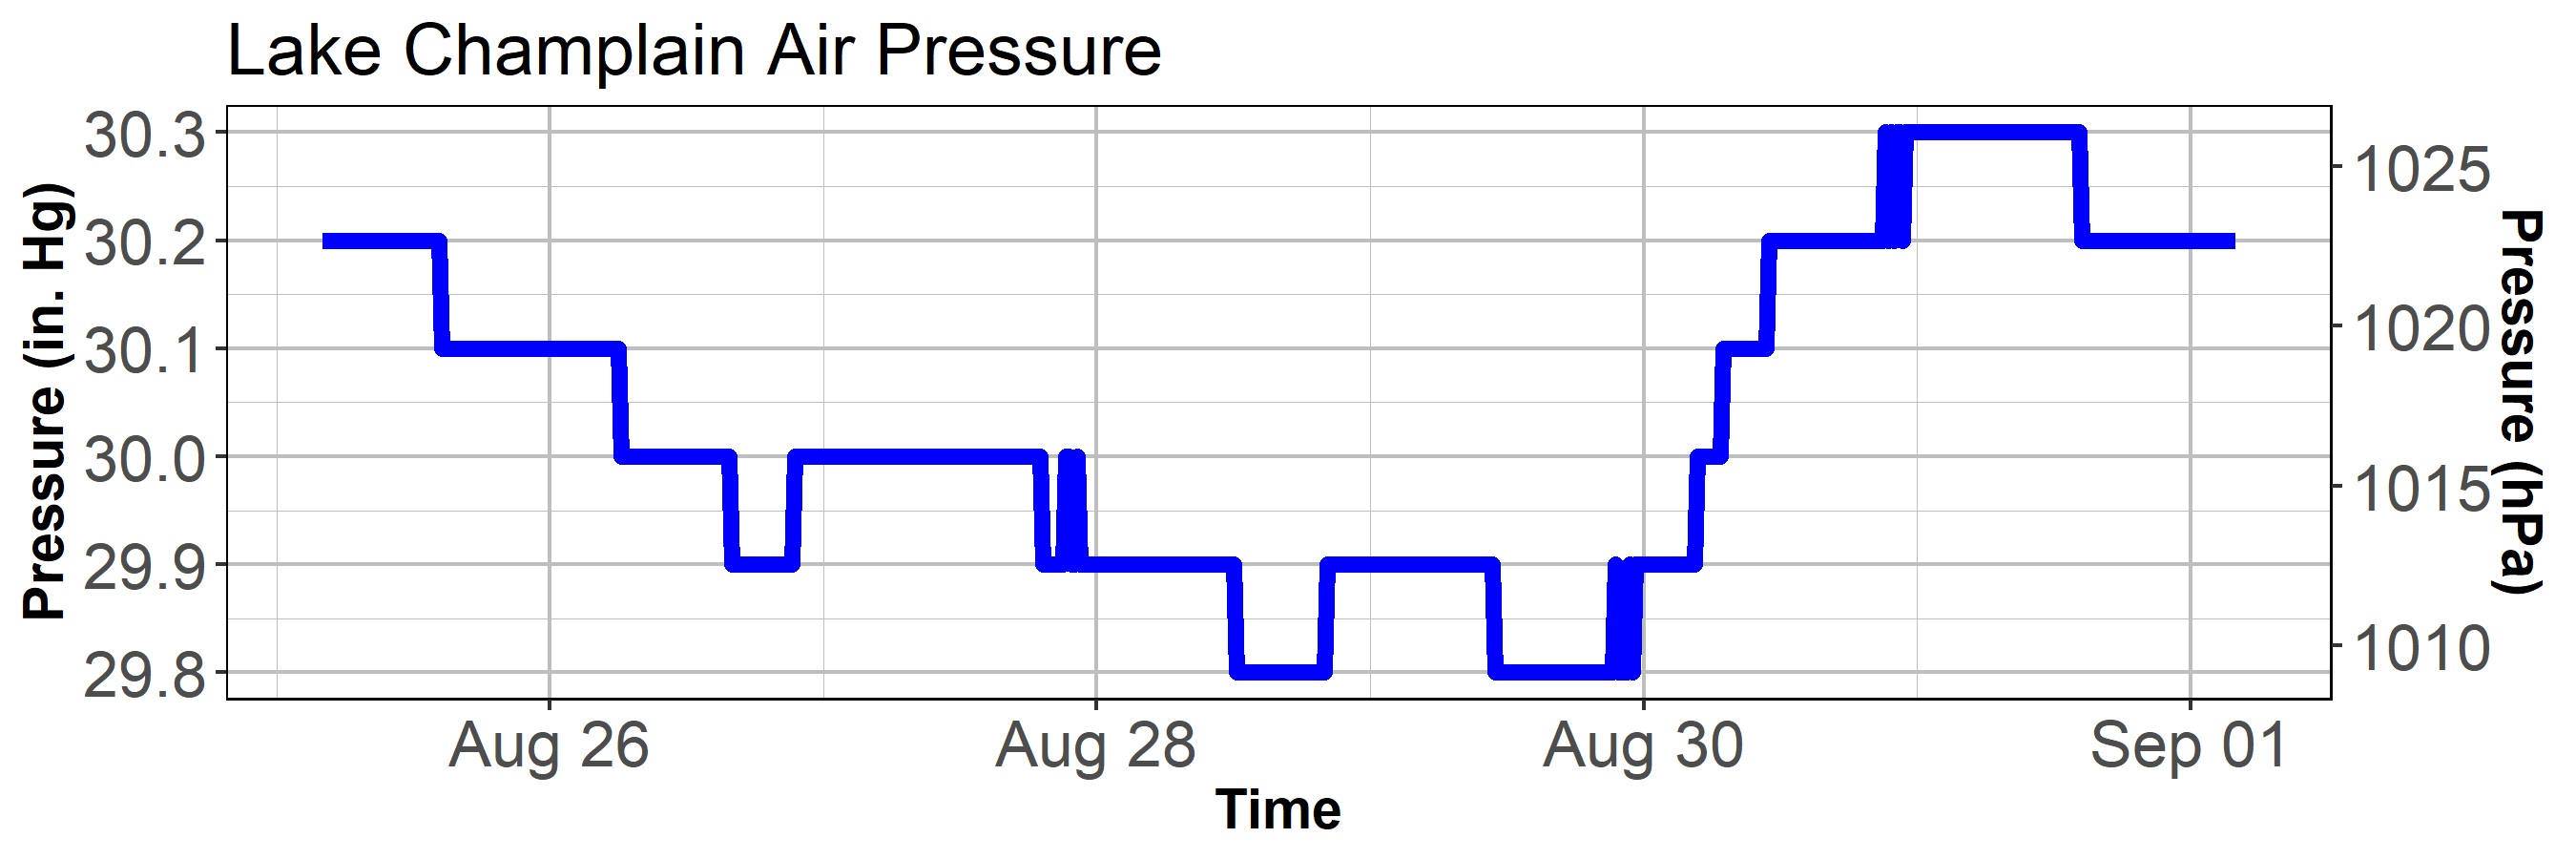 Lake Champlain Air Pressure
Pressure (in. Hg)
30.3
30.2
30.1
30.0
29.9
29.8
1025
1020
1015
1010
Pressure (hPa)
Aug 26 Aug 28 Aug 30 Sep 01
Time